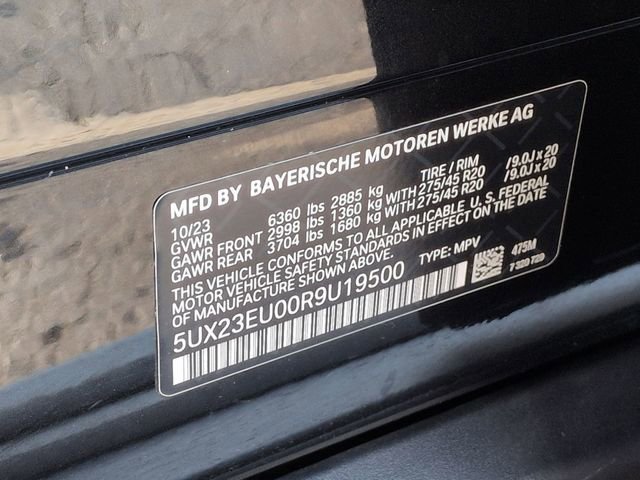 MFD BY BAYERISCHE MOTOREN WERKE AG
10/23 TIRE / RIM
GVWR 6360 lbs 2885 kg
GAWR FRONT 2998 lbs 1360 kg WITH 275/45 R20 /9.0J x 20
GAWR REAR 3704 lbs 1680 kg WITH 275/45 R20 /9.0J x 20
THIS VEHICLE CONFORMS TO ALL APPLICABLE U. S. FEDERAL
MOTOR VEHICLE SAFETY STANDARDS IN EFFECT ON THE DATE
OF MANUFACTURE SHOWN ABOVE.
5UX23EU00R9U19500 TYPE: MPV 475M
7 320 720